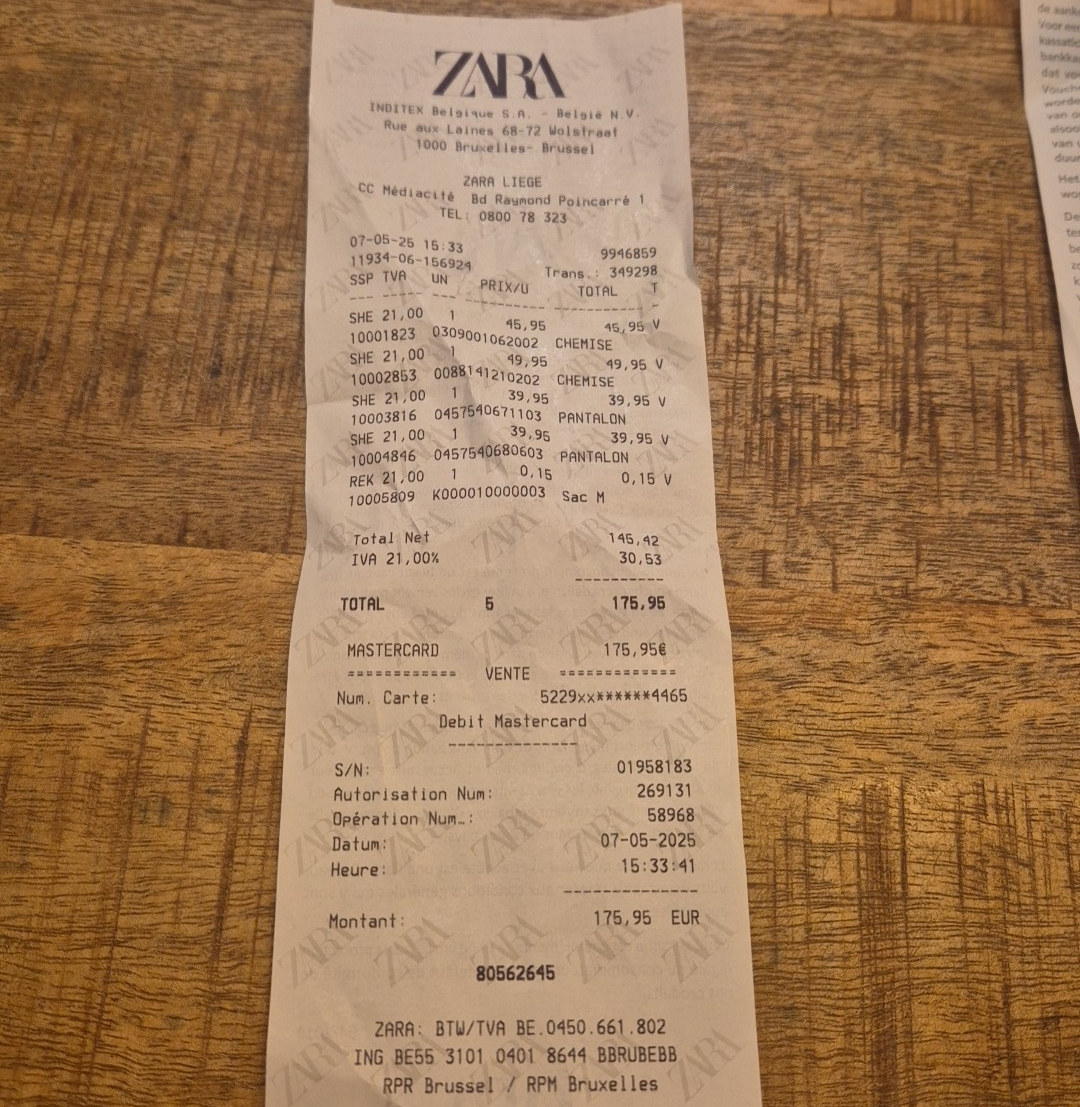 ZARA
INDITEX Belgique S.A. - België N.V.
Rue aux Laines 68-72 Wolstraat
1000 Bruxelles- Brussel
ZARA LIEGE
CC Médiacité Bd Raymond Poincarré 1
TEL: 0800 78 323
07-05-25 15:33 9946859
11934-06-156924 Trans.: 349298
SSP TVA UN PRIX/U TOTAL T
SHE 21,00 1 45,95 45,95 V
10001823 0309001062002 CHEMISE
SHE 21,00 1 49,95 49,95 V
10002853 0088141210202 CHEMISE
SHE 21,00 1 39,95 39,95 V
10003816 0457540671103 PANTALON
SHE 21,00 1 39,95 39,95 V
10004846 0457540680603 PANTALON
REK 21,00 1 0,15 0,15 V
10005809 K000010000003 Sac M
Total Net 145,42
IVA 21,00% 30,53
----------
TOTAL 5 175,95
MASTERCARD 175,95€
============ VENTE =============
Num. Carte: 5229xx******4465
Debit Mastercard
--------------
S/N: 01958183
Autorisation Num: 269131
Opération Num.: 58968
Datum: 07-05-2025
Heure: 15:33:41
--------------
Montant: 175,95 EUR
80562645
ZARA: BTW/TVA BE.0450.661.802
ING BE55 3101 0401 8644 BBRUBEBB
RPR Brussel / RPM Bruxelles
de
Voor
dat
van
van
Het